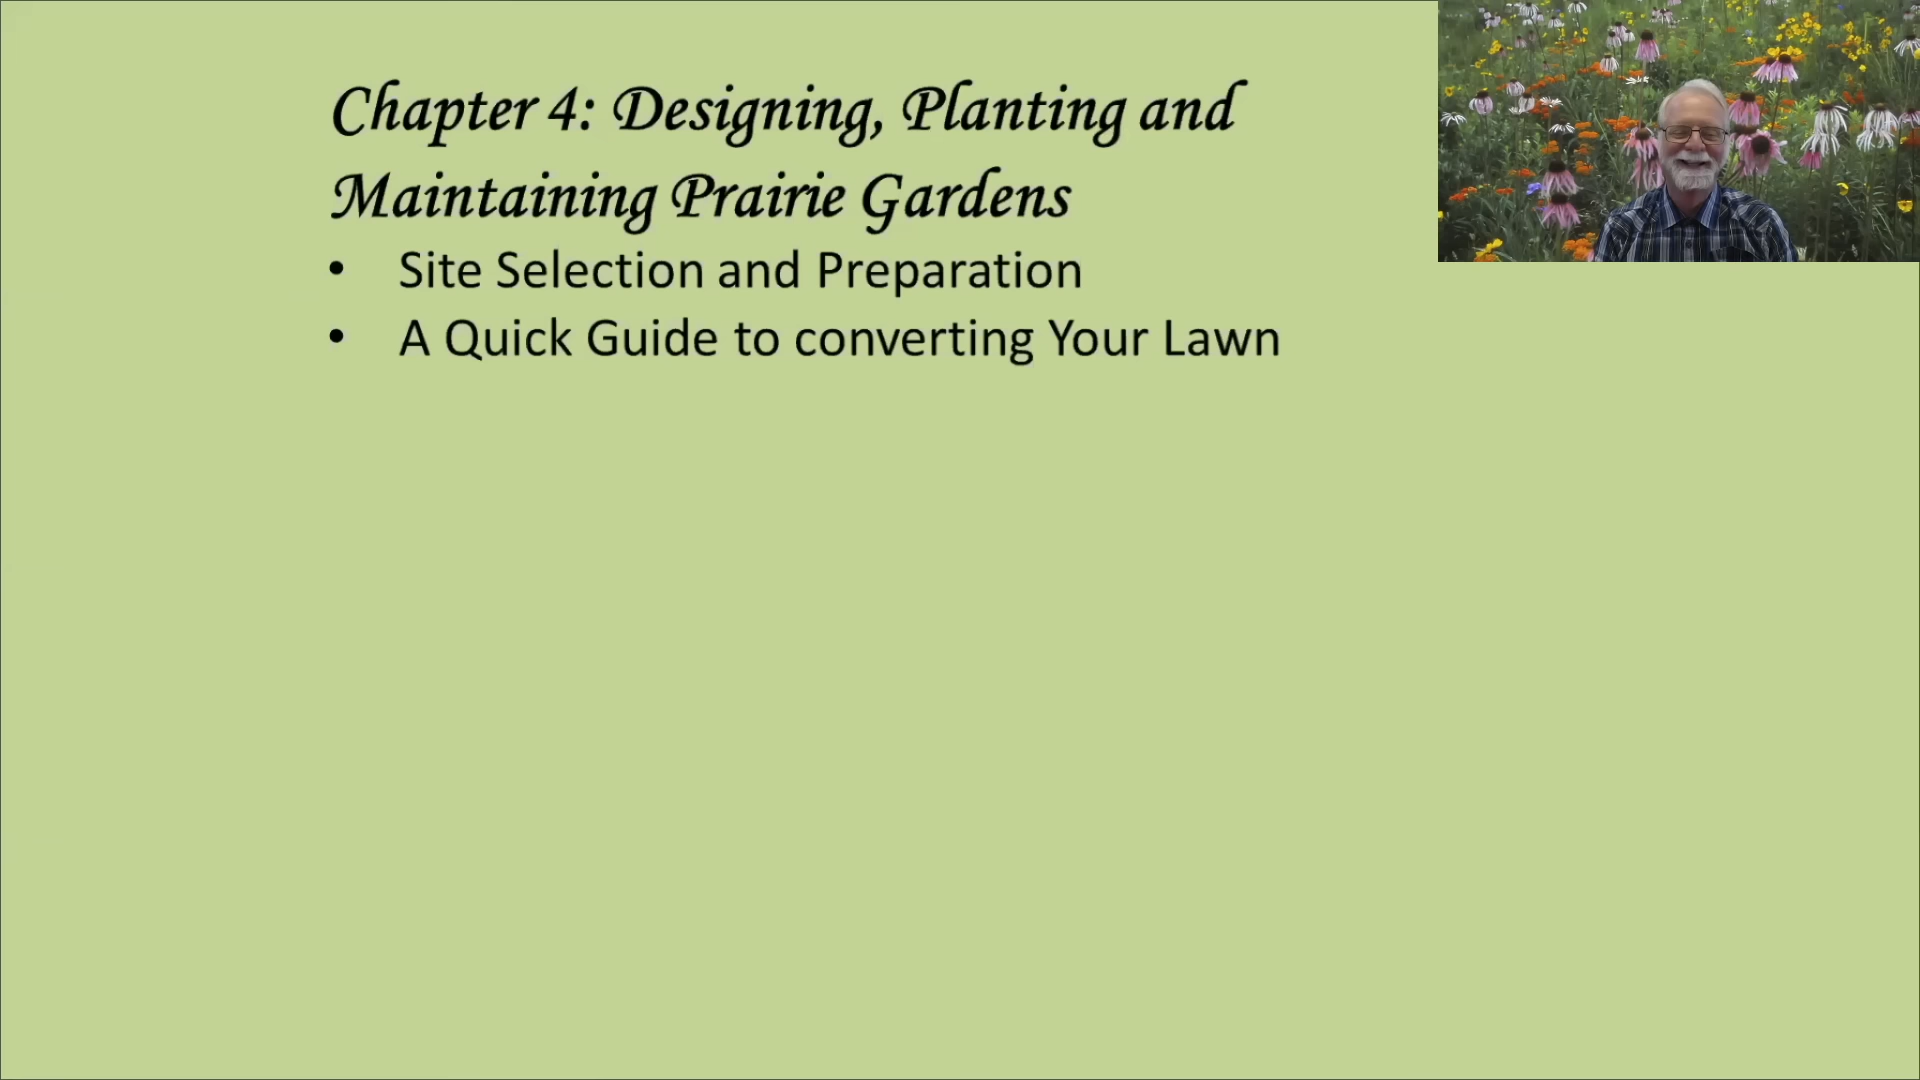 Chapter 4: Designing, Planting and
Maintaining Prairie Gardens
• Site Selection and Preparation
• A Quick Guide to converting Your Lawn